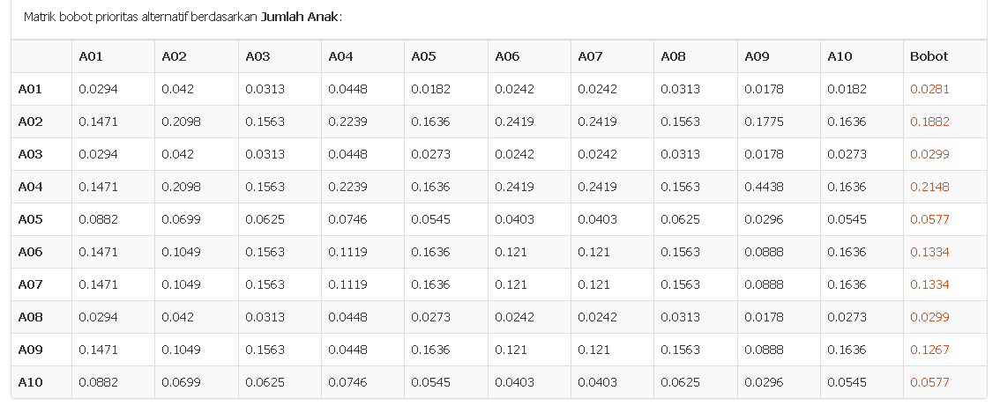 Matrik bobot prioritas alternatif berdasarkan Jumlah Anak:
A01 A02 A03 A04 A05 A06 A07 A08 A09 A10 Bobot
A01 0.0294 0.042 0.0313 0.0448 0.0182 0.0242 0.0242 0.0313 0.0178 0.0182 0.0281
A02 0.1471 0.2098 0.1563 0.2239 0.1636 0.2419 0.2419 0.1563 0.1775 0.1636 0.1882
A03 0.0294 0.042 0.0313 0.0448 0.0273 0.0242 0.0242 0.0313 0.0178 0.0273 0.0299
A04 0.1471 0.2098 0.1563 0.2239 0.1636 0.2419 0.2419 0.1563 0.4438 0.1636 0.2148
A05 0.0882 0.0699 0.0625 0.0746 0.0545 0.0403 0.0403 0.0625 0.0296 0.0545 0.0577
A06 0.1471 0.1049 0.1563 0.1119 0.1636 0.121 0.121 0.1563 0.0888 0.1636 0.1334
A07 0.1471 0.1049 0.1563 0.1119 0.1636 0.121 0.121 0.1563 0.0888 0.1636 0.1334
A08 0.0294 0.042 0.0313 0.0448 0.0273 0.0242 0.0242 0.0313 0.0178 0.0273 0.0299
A09 0.1471 0.1049 0.1563 0.0448 0.1636 0.121 0.121 0.1563 0.0888 0.1636 0.1267
A10 0.0882 0.0699 0.0625 0.0746 0.0545 0.0403 0.0403 0.0625 0.0296 0.0545 0.0577